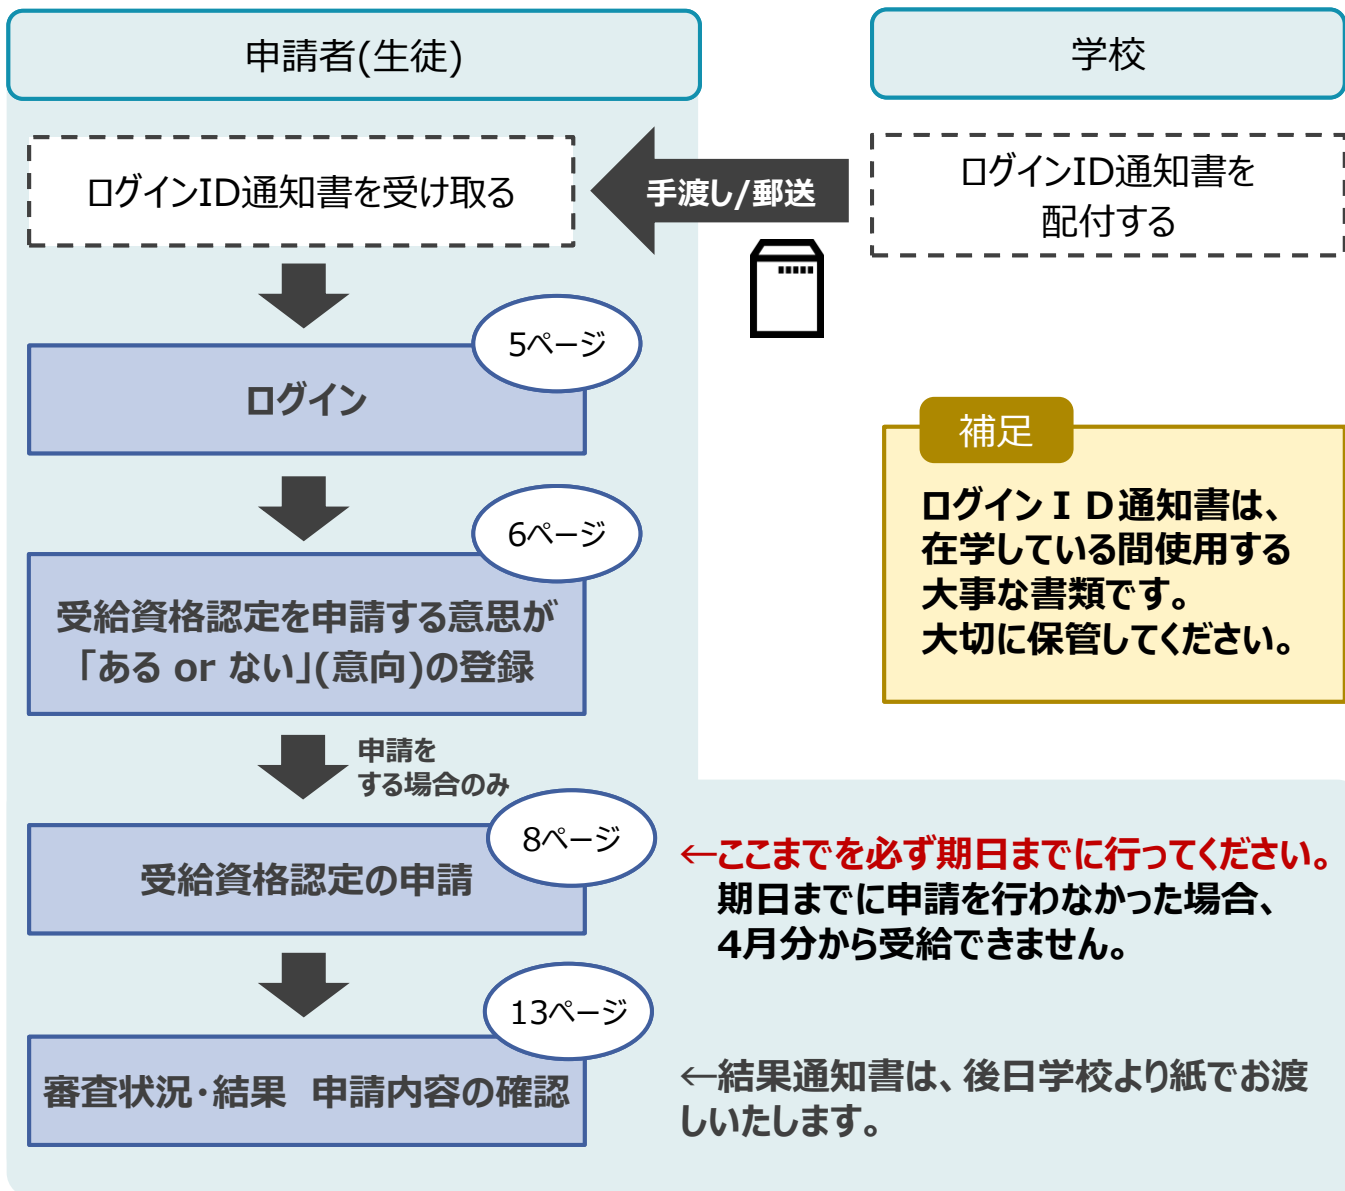 申請者(生徒)
学校
ログインID通知書を受け取る
手渡し/郵送
ログインID通知書を
配付する
5ページ
ログイン
補足
ログインＩＤ通知書は、
在学している間使用する
大事な書類です。
大切に保管してください。
6ページ
受給資格認定を申請する意思が
「ある or ない」(意向)の登録
申請を
する場合のみ
8ページ
受給資格認定の申請
←ここまでを必ず期日までに行ってください。
期日までに申請を行わなかった場合、
4月分から受給できません。
13ページ
審査状況・結果　申請内容の確認
←結果通知書は、後日学校より紙でお渡
しいたします。